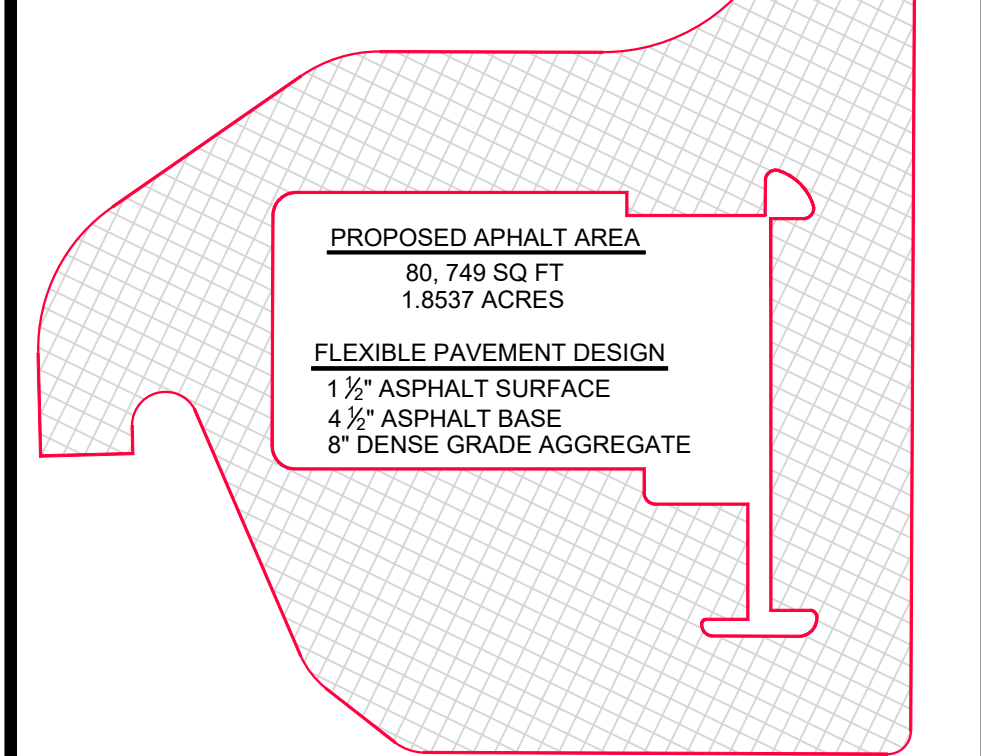 PROPOSED APHALT AREA
80, 749 SQ FT
1.8537 ACRES
FLEXIBLE PAVEMENT DESIGN
1 ½" ASPHALT SURFACE
4 ½" ASPHALT BASE
8" DENSE GRADE AGGREGATE